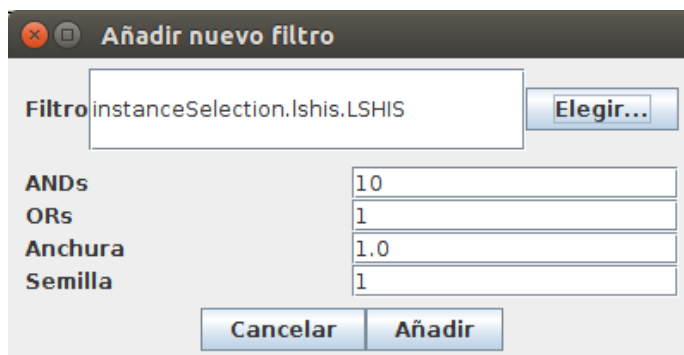 Añadir nuevo filtro
Filtro instanceSelection.lshis.LSHIS Elegir...
ANDs 10
ORs 1
Anchura 1.0
Semilla 1
Cancelar Añadir